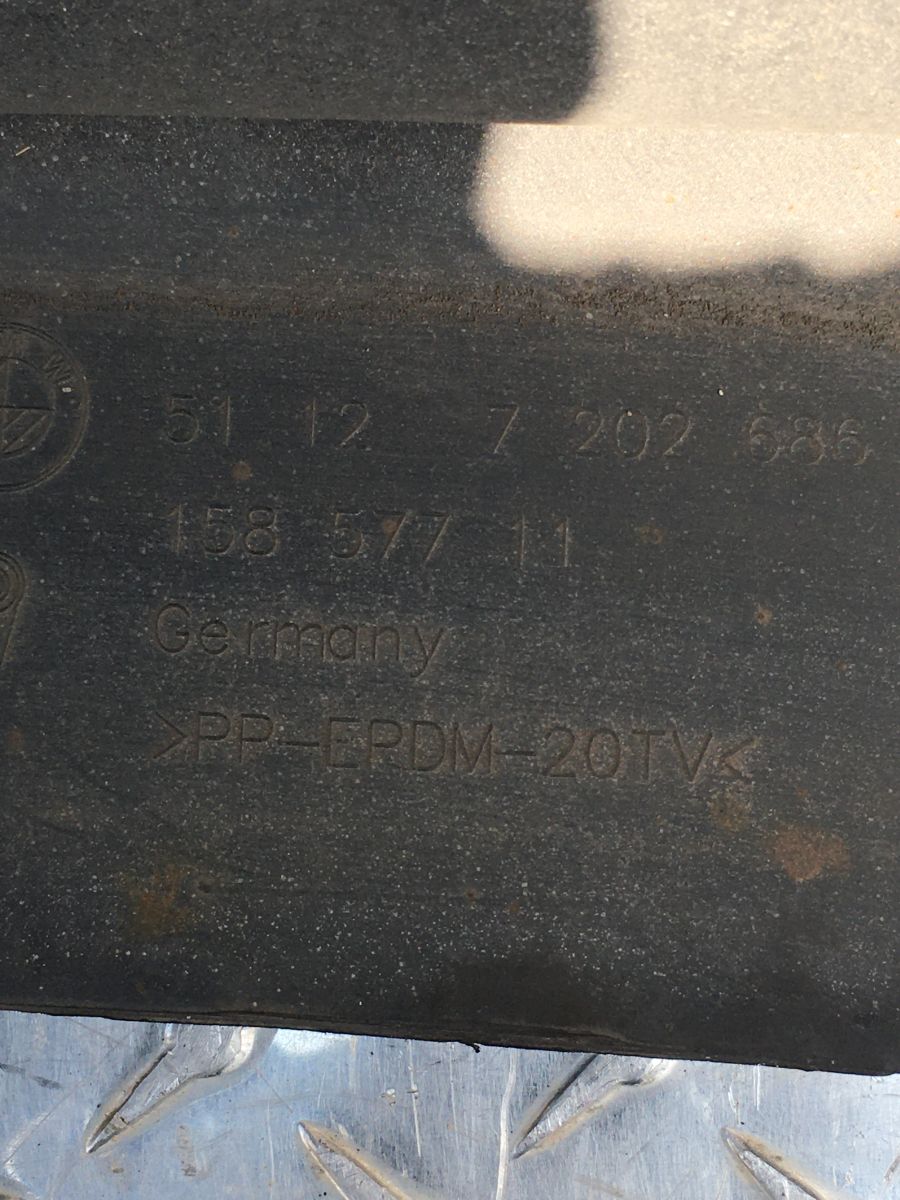 51 12 7 202 686
158 577 11
Germany
>PP-EPDM-20TV<